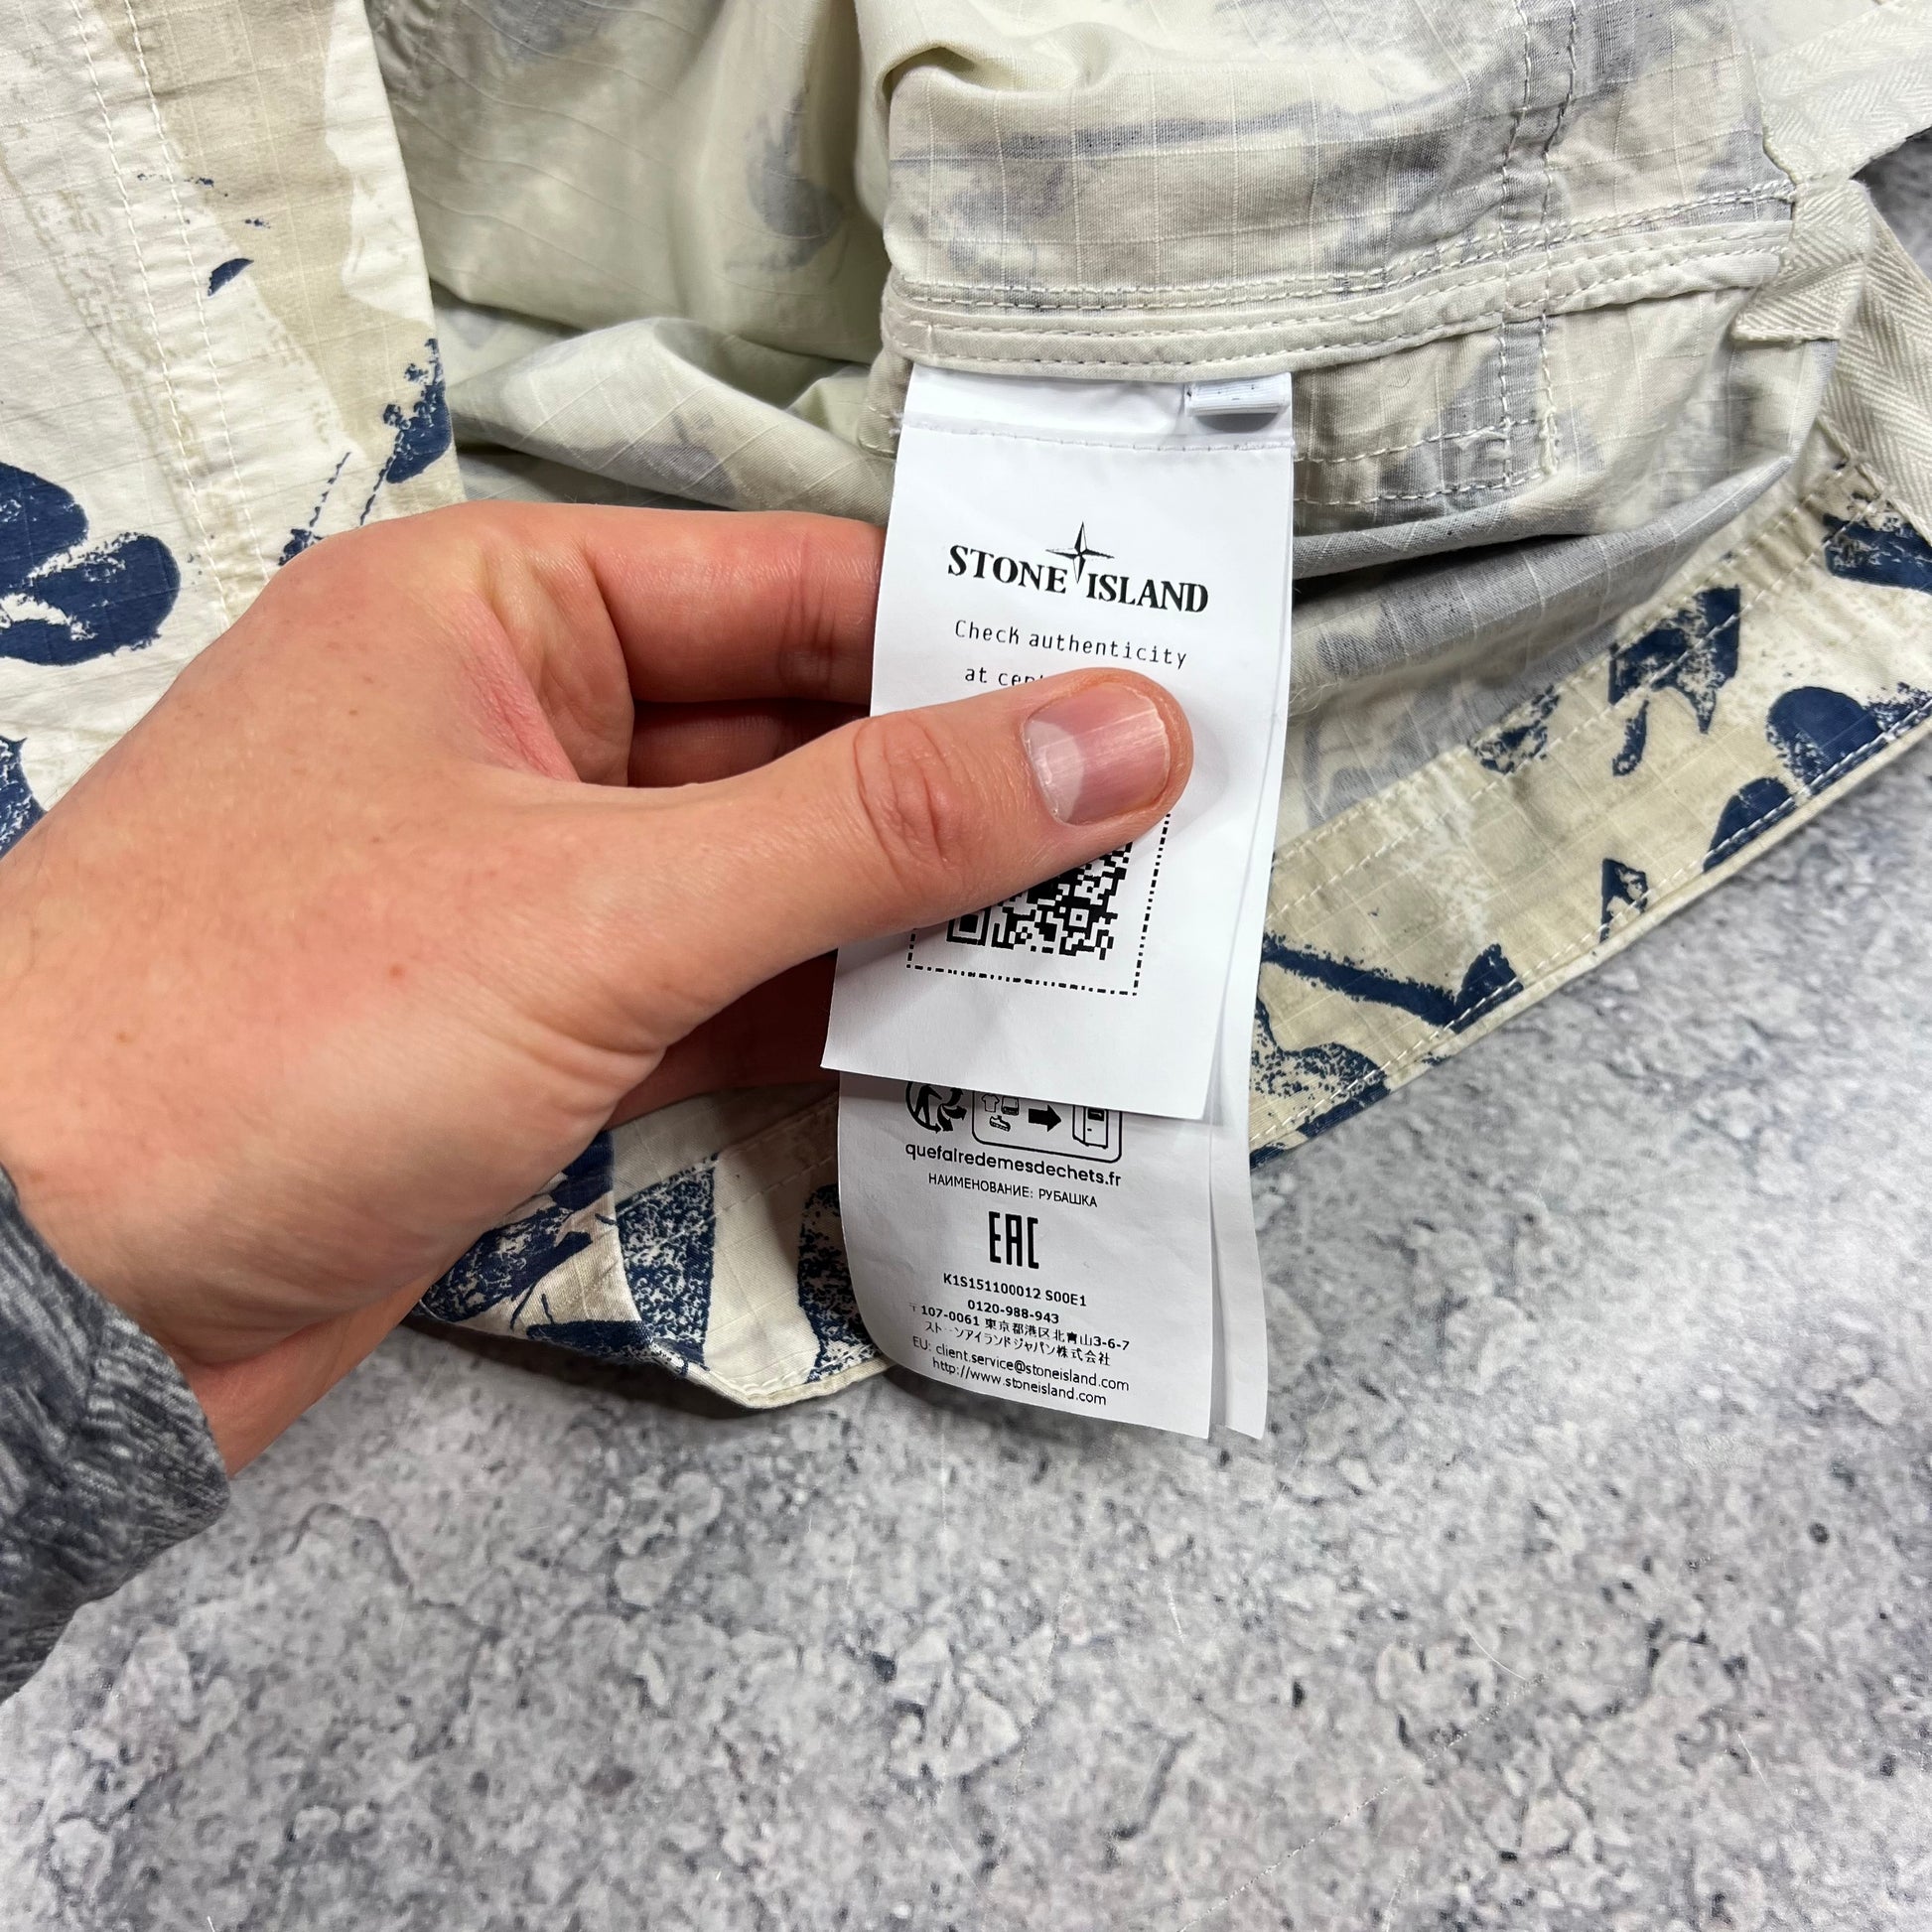 STONE ISLAND
Check authenticity
at
quefairedemesdechets.fr
НАИМЕНОВАНИЕ: РУБАШКА
EAC
K1S151100012 S00E1
0120-988-943
〒107-0061 東京都港区北青山3-6-7
ストーンアイランドジャパン株式会社
EU: client.service@stoneisland.com
http://www.stoneisland.com